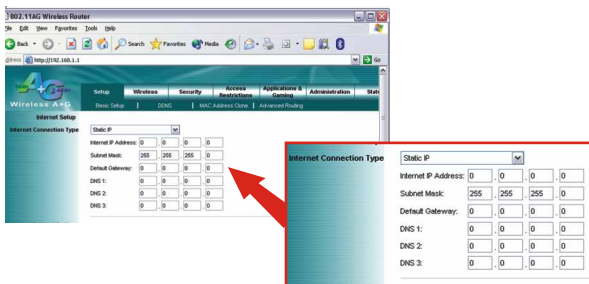 802.11AG Wireless Router
File Edit View Favorites Tools Help
Back Search Favorites Media
Address http://192.168.1.1 Go
Wireless A+G
Setup Wireless Security Access Restrictions Applications & Gaming Administration Stat
Basic Setup | DDNS | MAC Address Clone | Advanced Routing
Internet Setup
Internet Connection Type Static IP
Internet IP Address: 0 . 0 . 0 . 0
Subnet Mask: 255 . 255 . 255 . 0
Default Gateway: 0 . 0 . 0 . 0
DNS 1: 0 . 0 . 0 . 0
DNS 2: 0 . 0 . 0 . 0
DNS 3: 0 . 0 . 0 . 0
Internet Connection Type Static IP
Internet IP Address: 0 . 0 . 0 . 0
Subnet Mask: 255 . 255 . 255 . 0
Default Gateway: 0 . 0 . 0 . 0
DNS 1: 0 . 0 . 0 . 0
DNS 2: 0 . 0 . 0 . 0
DNS 3: 0 . 0 . 0 . 0